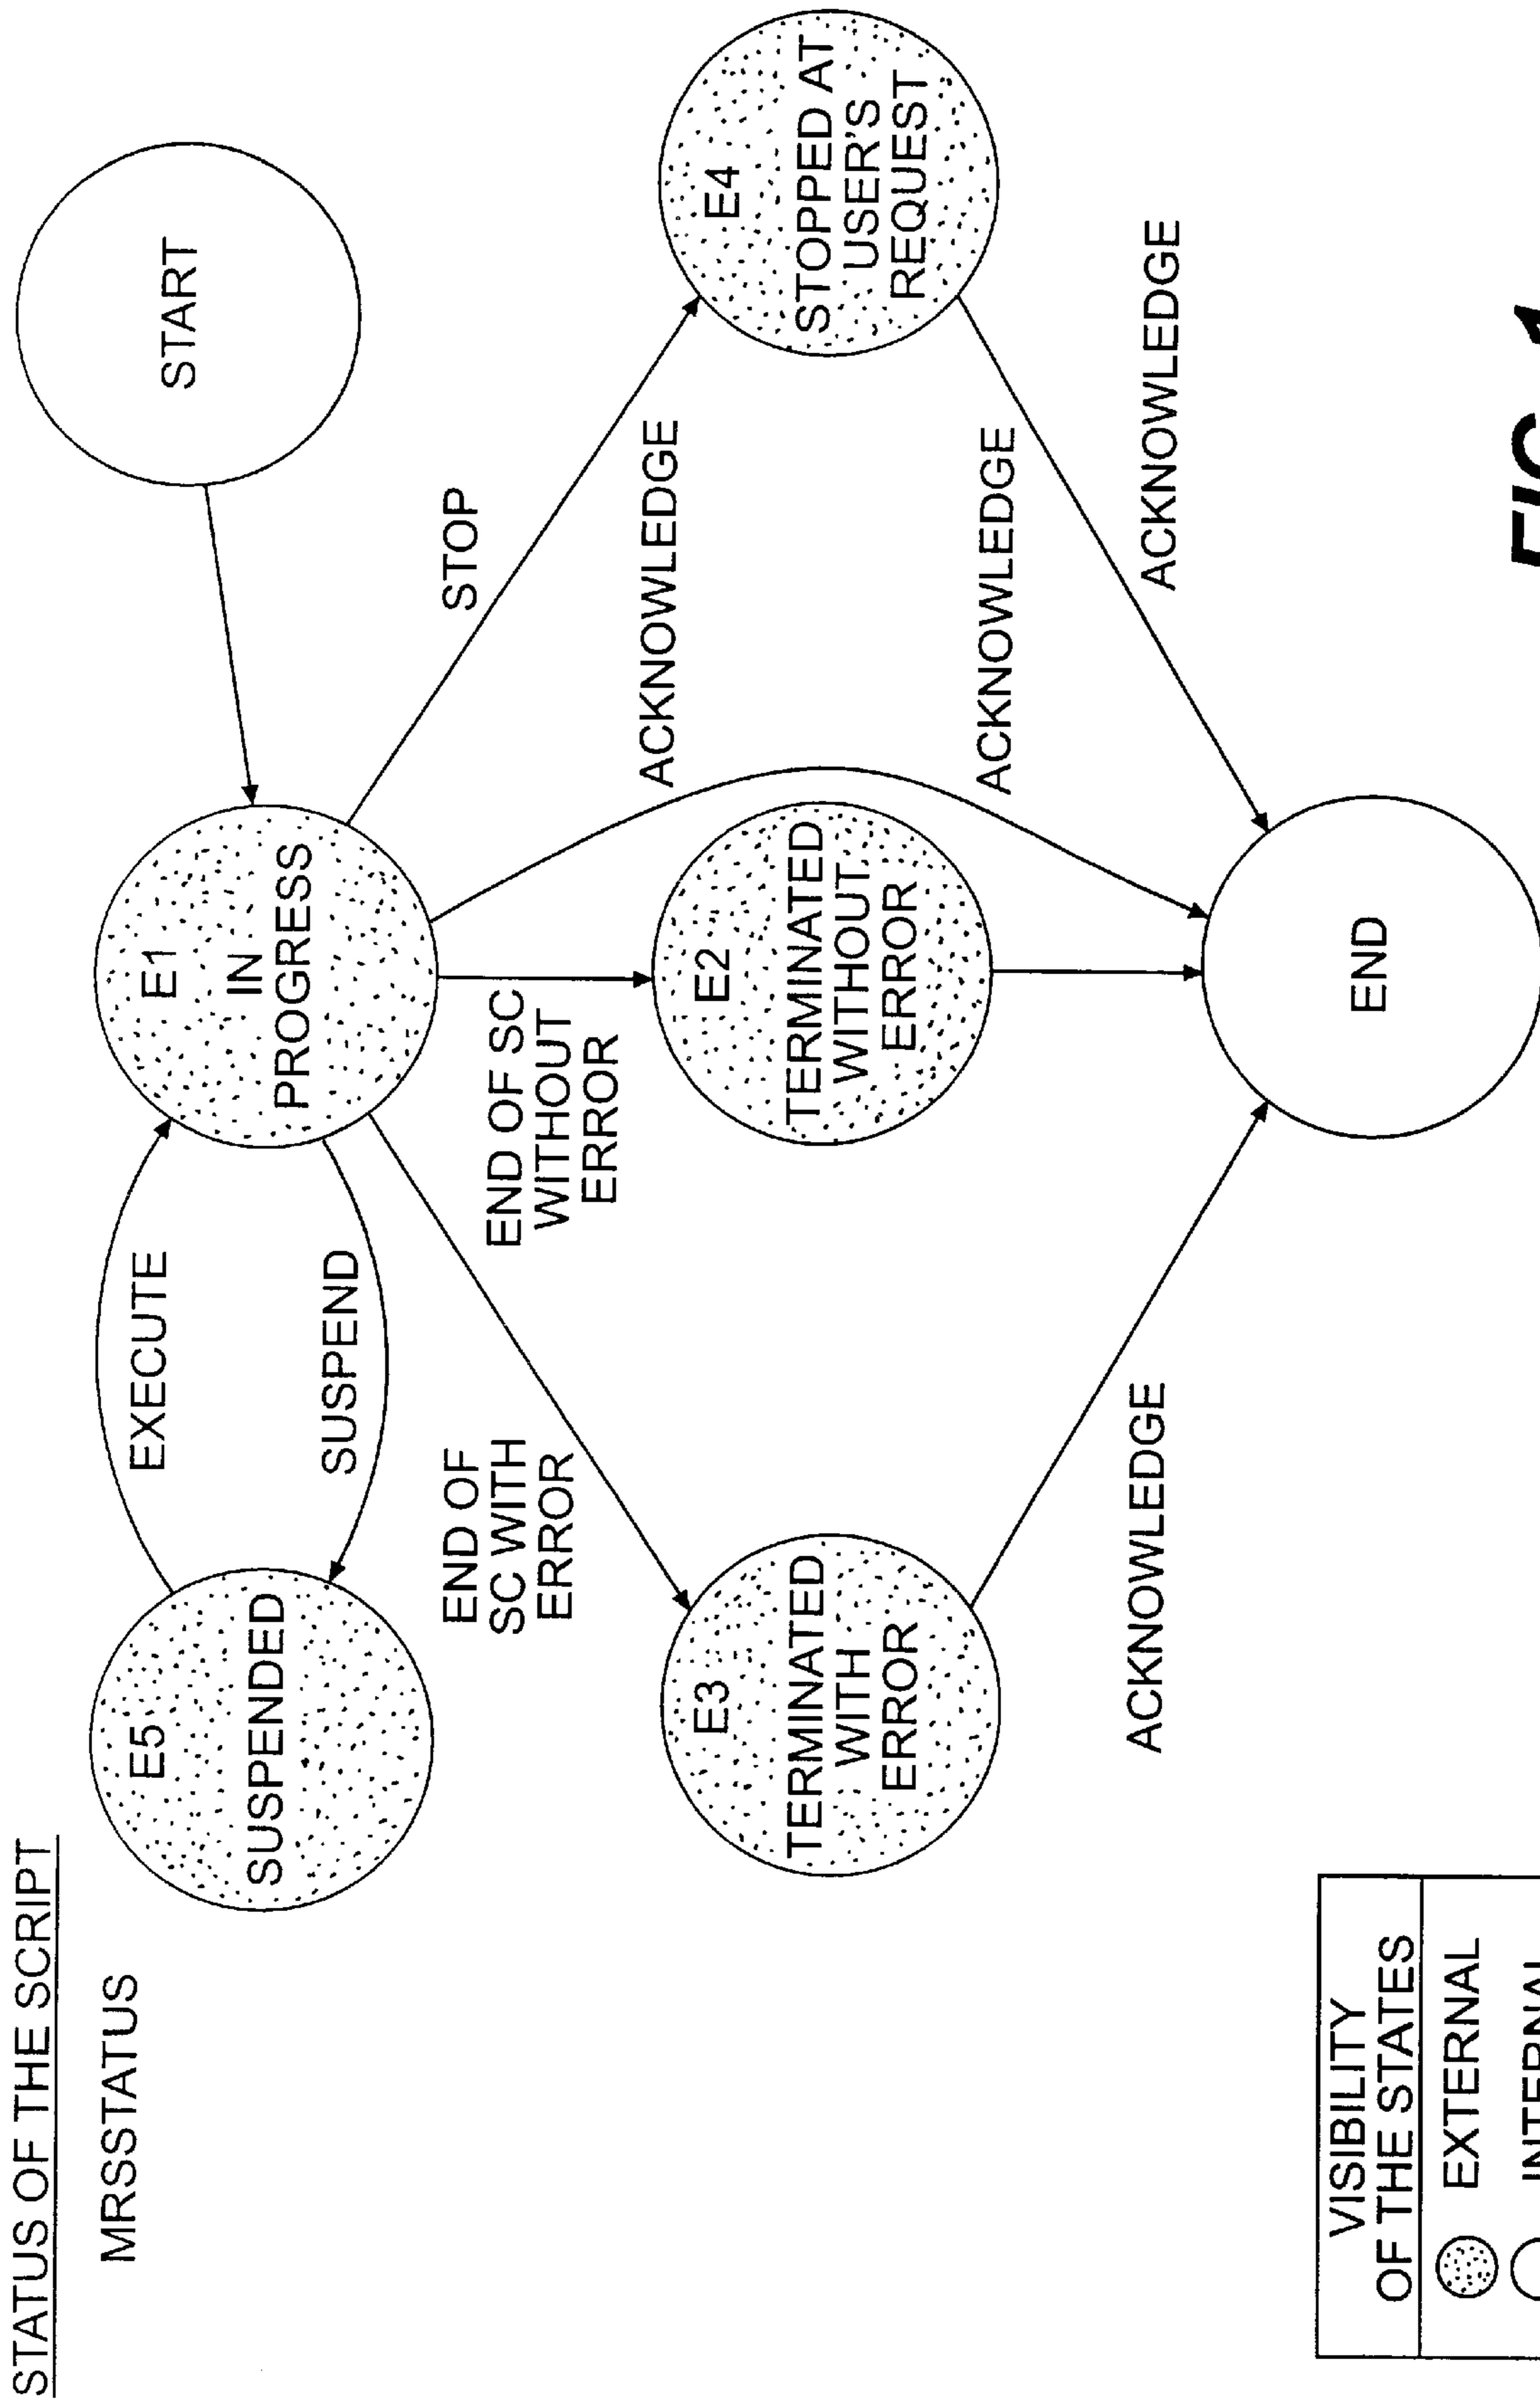 STATUS OF THE SCRIPT
MRSSTATUS
START
E5
SUSPENDED
EXECUTE
SUSPEND
E1
IN
PROGRESS
STOP
END OF
SC WITH
ERROR
END OF SC
WITHOUT
ERROR
ACKNOWLEDGE
E3
TERMINATED
WITH
ERROR
E2
TERMINATED
WITHOUT
ERROR
E4
STOPPED AT
USER'S
REQUEST
ACKNOWLEDGE
ACKNOWLEDGE
ACKNOWLEDGE
END
VISIBILITY
OF THE STATES
EXTERNAL
INTERNAL